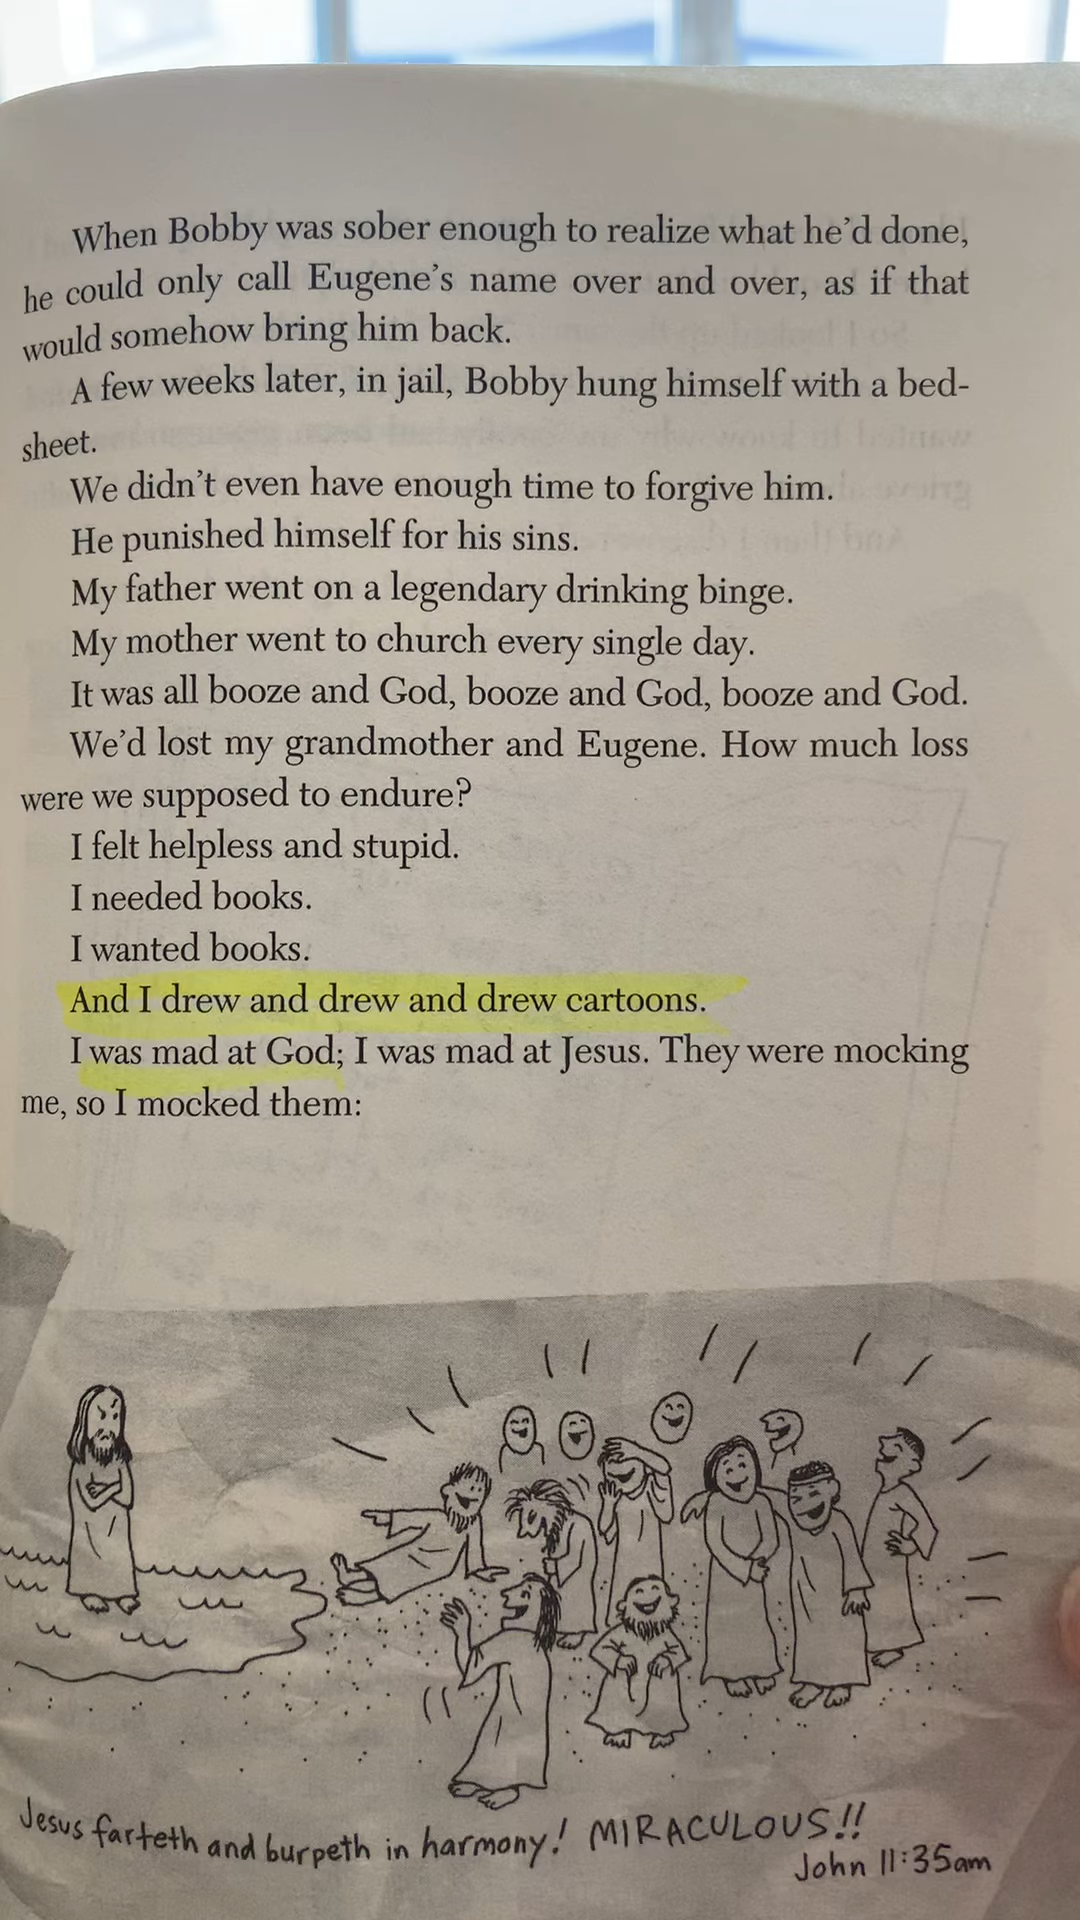 When Bobby was sober enough to realize what he’d done,
he could only call Eugene’s name over and over, as if that
would somehow bring him back.
A few weeks later, in jail, Bobby hung himself with a bed-
sheet.
We didn’t even have enough time to forgive him.
He punished himself for his sins.
My father went on a legendary drinking binge.
My mother went to church every single day.
It was all booze and God, booze and God, booze and God.
We’d lost my grandmother and Eugene. How much loss
were we supposed to endure?
I felt helpless and stupid.
I needed books.
I wanted books.
And I drew and drew and drew cartoons.
I was mad at God; I was mad at Jesus. They were mocking
me, so I mocked them:
Jesus farteth and burpeth in harmony! MIRACULOUS!!
John 11:35am